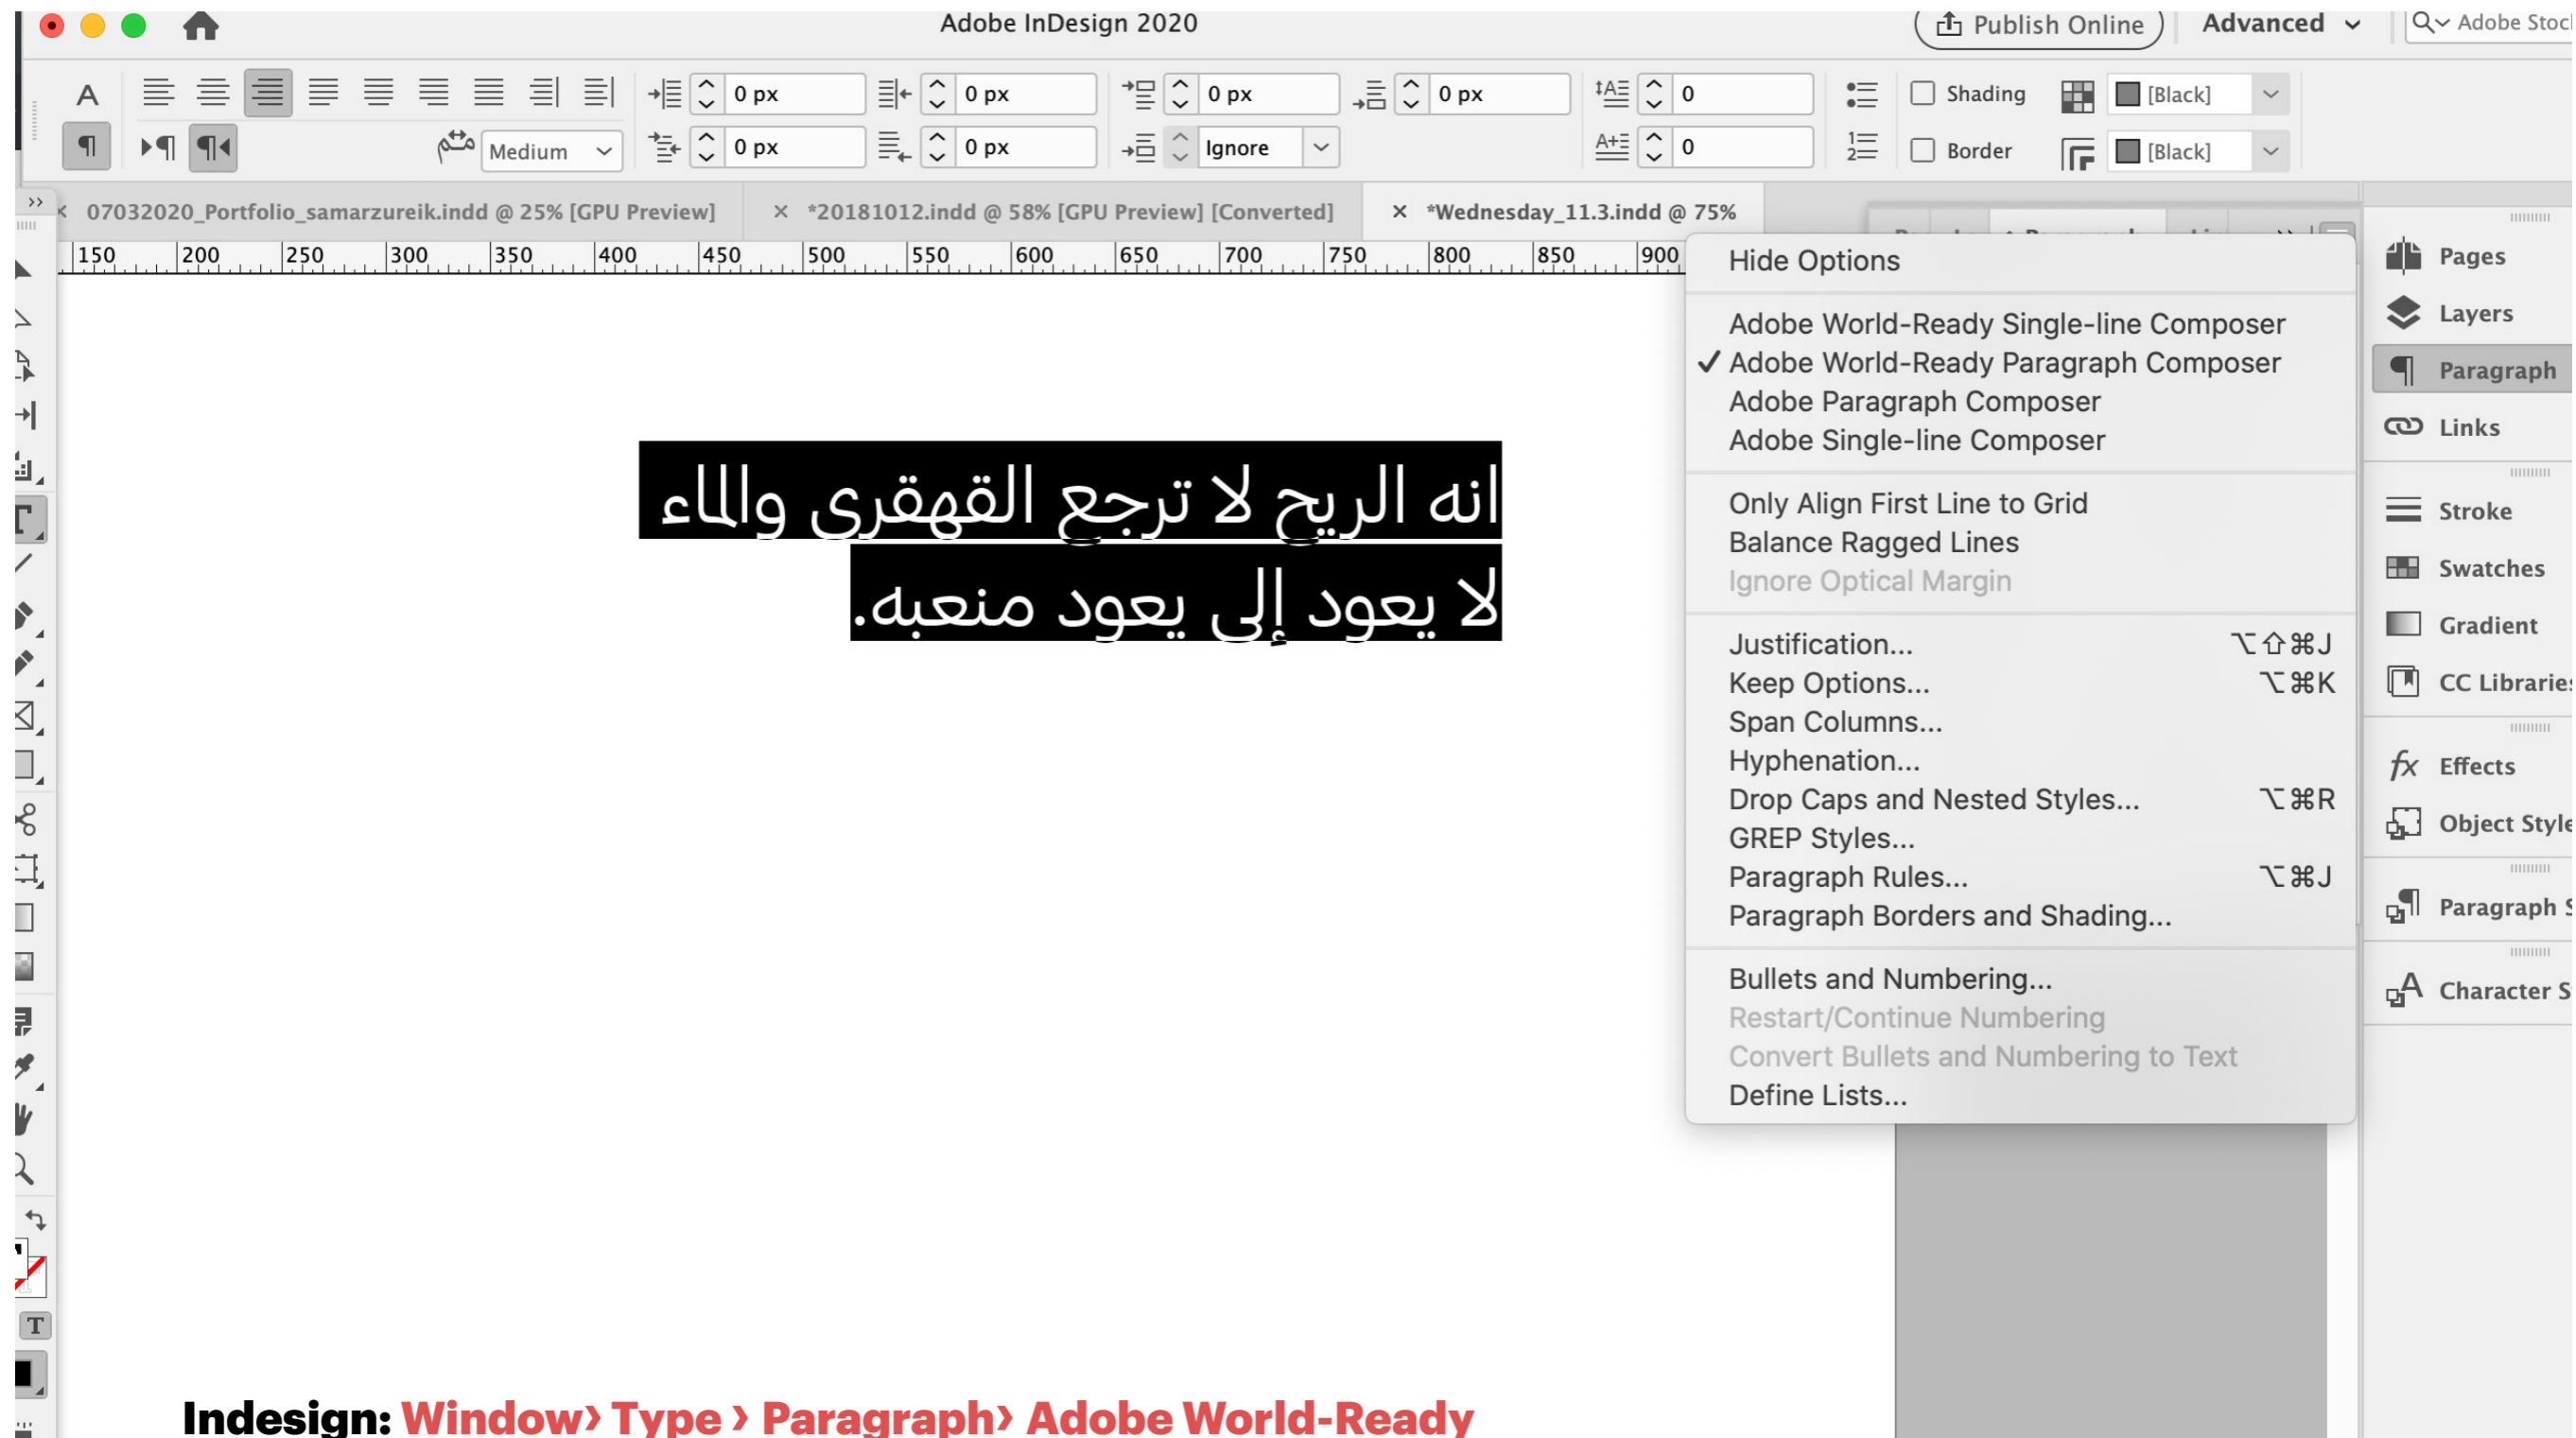 Adobe InDesign 2020
Publish Online
Advanced
Adobe Stoc
A
0 px
0 px
0 px
0 px
0
Shading
[Black]
Medium
0 px
0 px
Ignore
0
Border
[Black]
07032020_Portfolio_samarzureik.indd @ 25% [GPU Preview]
*20181012.indd @ 58% [GPU Preview] [Converted]
*Wednesday_11.3.indd @ 75%
150 200 250 300 350 400 450 500 550 600 650 700 750 800 850 900
انه الريح لا ترجع القهقرى والماء
لا يعود إلى يعود منعبه.
Hide Options
Adobe World-Ready Single-line Composer
✓ Adobe World-Ready Paragraph Composer
Adobe Paragraph Composer
Adobe Single-line Composer
Only Align First Line to Grid
Balance Ragged Lines
Ignore Optical Margin
Justification... ⌥⇧⌘J
Keep Options... ⌥⌘K
Span Columns...
Hyphenation...
Drop Caps and Nested Styles... ⌥⌘R
GREP Styles...
Paragraph Rules... ⌥⌘J
Paragraph Borders and Shading...
Bullets and Numbering...
Restart/Continue Numbering
Convert Bullets and Numbering to Text
Define Lists...
Pages
Layers
Paragraph
Links
Stroke
Swatches
Gradient
CC Libraries
fx Effects
Object Style
Paragraph S
Character S
Indesign: Window› Type › Paragraph› Adobe World-Ready